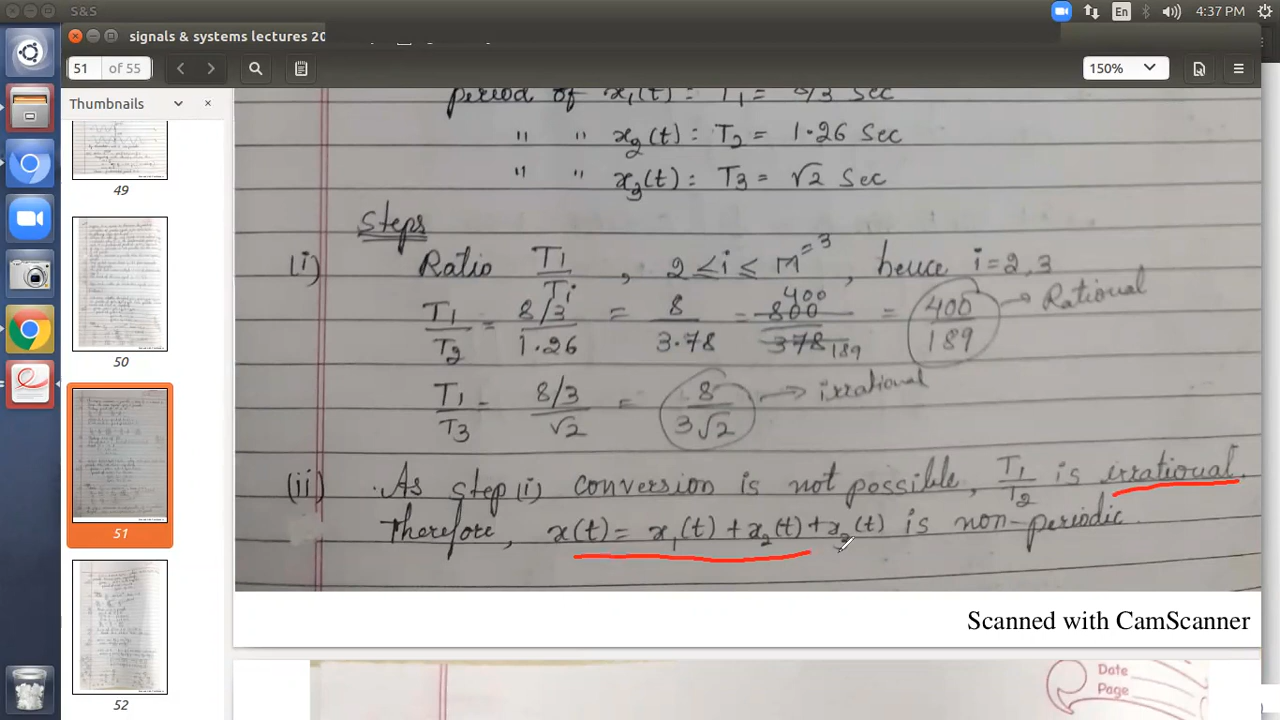 S&S
En
4:37 PM
signals & systems lectures 20
51 of 55
150%
Thumbnails
49
50
51
52
period of x₁(t): T₁ = 8/3 Sec
" " x₂(t): T₂ = 1.26 Sec
" " x₃(t): T₃ = √2 Sec
Steps
(i) Ratio T₁/Ti , 2 ≤ i ≤ M=3, hence i=2,3
T₁/T₂ = 8/3/1.26 = 8/3.78 = 800/378 400/189 = 400/189 → Rational
T₁/T₃ = 8/3/√2 = 8/3√2 → irrational
(ii) As step (i) conversion is not possible, T₁/T₂ is irrational.
Therefore, x(t) = x₁(t) + x₂(t) + x₃(t) is non-periodic.
Scanned with CamScanner
Date
Page